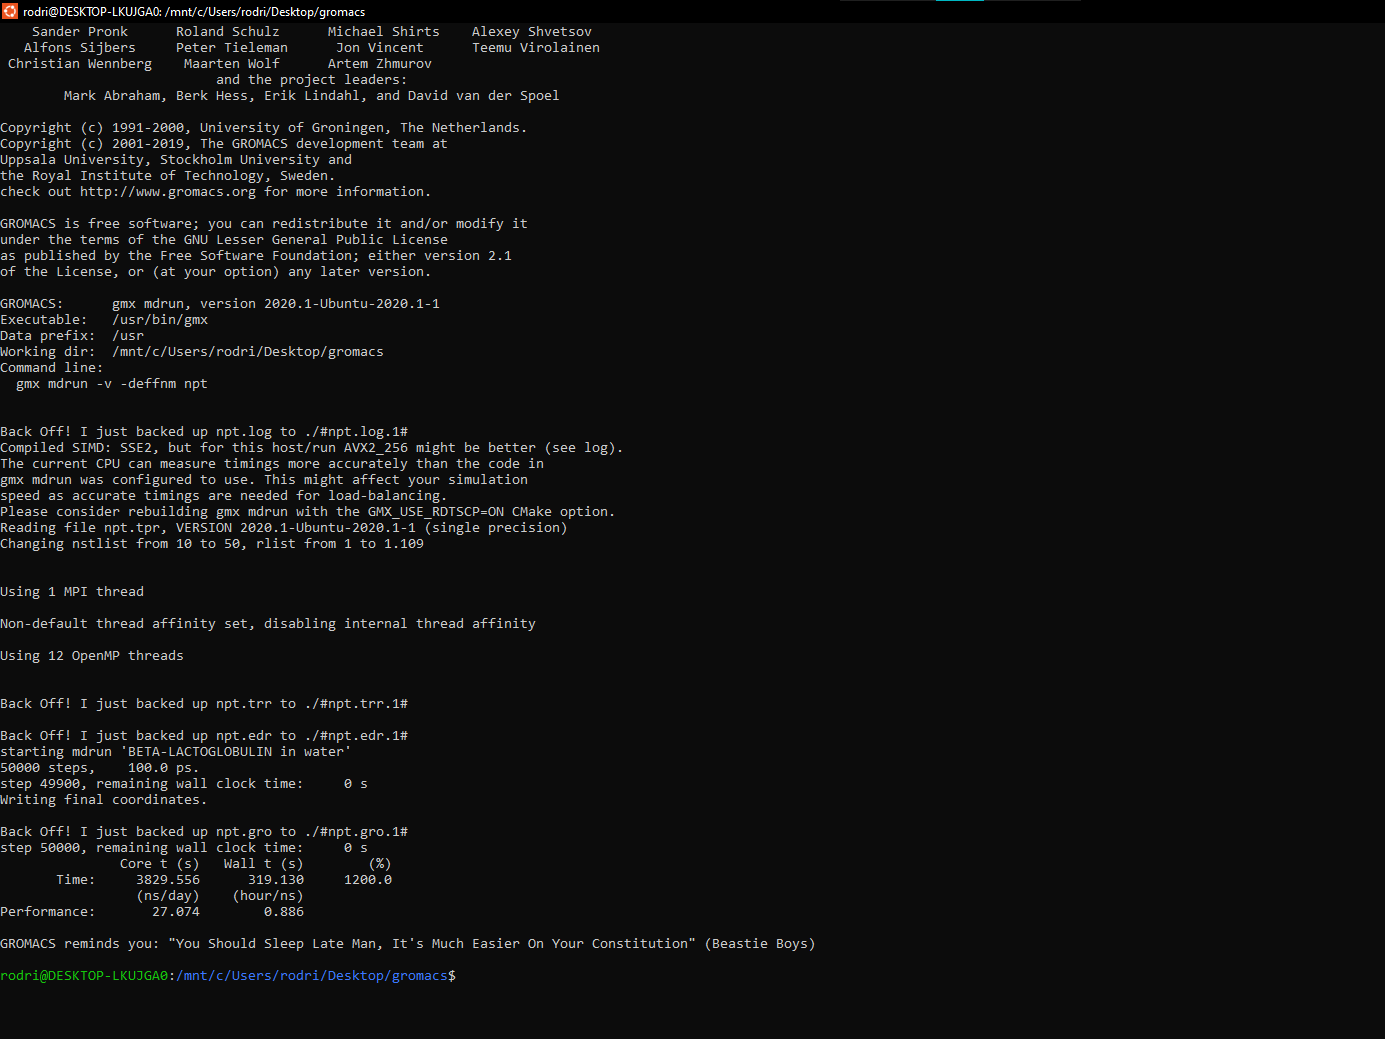 rodri@DESKTOP-LKUJGA0: /mnt/c/Users/rodri/Desktop/gromacs
Sander Pronk Roland Schulz Michael Shirts Alexey Shvetsov
Alfons Sijbers Peter Tieleman Jon Vincent Teemu Virolainen
Christian Wennberg Maarten Wolf Artem Zhmurov
and the project leaders:
Mark Abraham, Berk Hess, Erik Lindahl, and David van der Spoel
Copyright (c) 1991-2000, University of Groningen, The Netherlands.
Copyright (c) 2001-2019, The GROMACS development team at
Uppsala University, Stockholm University and
the Royal Institute of Technology, Sweden.
check out http://www.gromacs.org for more information.
GROMACS is free software; you can redistribute it and/or modify it
under the terms of the GNU Lesser General Public License
as published by the Free Software Foundation; either version 2.1
of the License, or (at your option) any later version.
GROMACS: gmx mdrun, version 2020.1-Ubuntu-2020.1-1
Executable: /usr/bin/gmx
Data prefix: /usr
Working dir: /mnt/c/Users/rodri/Desktop/gromacs
Command line:
gmx mdrun -v -deffnm npt
Back Off! I just backed up npt.log to ./#npt.log.1#
Compiled SIMD: SSE2, but for this host/run AVX2_256 might be better (see log).
The current CPU can measure timings more accurately than the code in
gmx mdrun was configured to use. This might affect your simulation
speed as accurate timings are needed for load-balancing.
Please consider rebuilding gmx mdrun with the GMX_USE_RDTSCP=ON CMake option.
Reading file npt.tpr, VERSION 2020.1-Ubuntu-2020.1-1 (single precision)
Changing nstlist from 10 to 50, rlist from 1 to 1.109
Using 1 MPI thread
Non-default thread affinity set, disabling internal thread affinity
Using 12 OpenMP threads
Back Off! I just backed up npt.trr to ./#npt.trr.1#
Back Off! I just backed up npt.edr to ./#npt.edr.1#
starting mdrun 'BETA-LACTOGLOBULIN in water'
50000 steps, 100.0 ps.
step 49900, remaining wall clock time: 0 s
Writing final coordinates.
Back Off! I just backed up npt.gro to ./#npt.gro.1#
step 50000, remaining wall clock time: 0 s
Core t (s) Wall t (s) (%)
Time: 3829.556 319.130 1200.0
(ns/day) (hour/ns)
Performance: 27.074 0.886
GROMACS reminds you: "You Should Sleep Late Man, It's Much Easier On Your Constitution" (Beastie Boys)
rodri@DESKTOP-LKUJGA0:/mnt/c/Users/rodri/Desktop/gromacs$